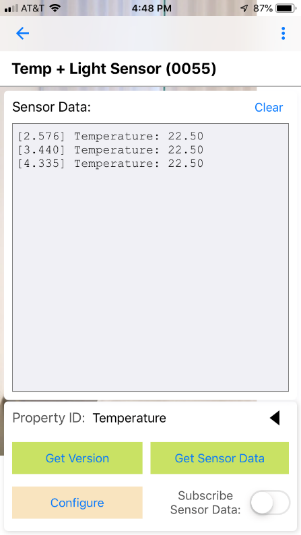 AT&T 4:48 PM 87%
Temp + Light Sensor (0055)
Sensor Data: Clear
[2.576] Temperature: 22.50
[3.440] Temperature: 22.50
[4.335] Temperature: 22.50
Property ID: Temperature
Get Version Get Sensor Data
Configure Subscribe
Sensor Data: